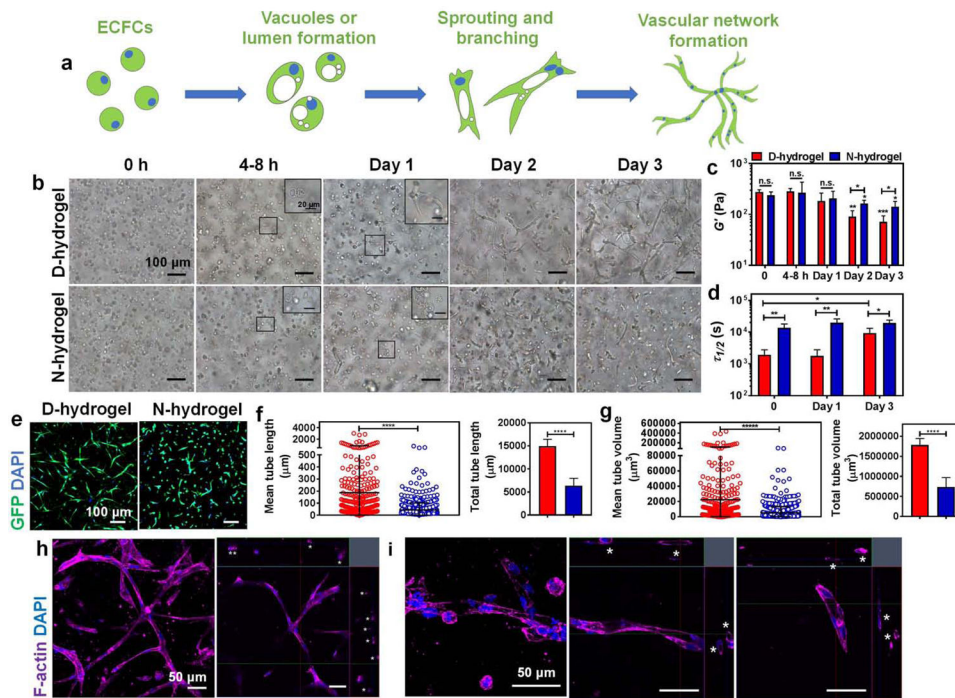 ECFCs
Vacuoles or
lumen formation
Sprouting and
branching
Vascular network
formation
a
b
0 h
4-8 h
Day 1
Day 2
Day 3
D-hydrogel
100 μm
20 μm
N-hydrogel
c
D-hydrogel
N-hydrogel
G' (Pa)
10³
10²
10¹
n.s.
n.s.
n.s.
*
*
**
*
***
*
0
4-8 h
Day 1
Day 2
Day 3
d
τ1/2 (s)
10⁵
10⁴
10³
10²
*
**
**
*
0
Day 1
Day 3
e
D-hydrogel
N-hydrogel
GFP DAPI
100 μm
f
Mean tube length
(μm)
4000
2000
500
400
300
200
100
0
****
Total tube length
(μm)
20000
15000
10000
5000
0
****
g
Mean tube volume
(μm³)
600000
400000
200000
80000
60000
40000
20000
0
*****
Total tube volume
(μm³)
2000000
1500000
1000000
500000
0
****
h
F-actin DAPI
50 μm
**
*
*
*
*
*
i
50 μm
*
*
*
*
*
*
*
*